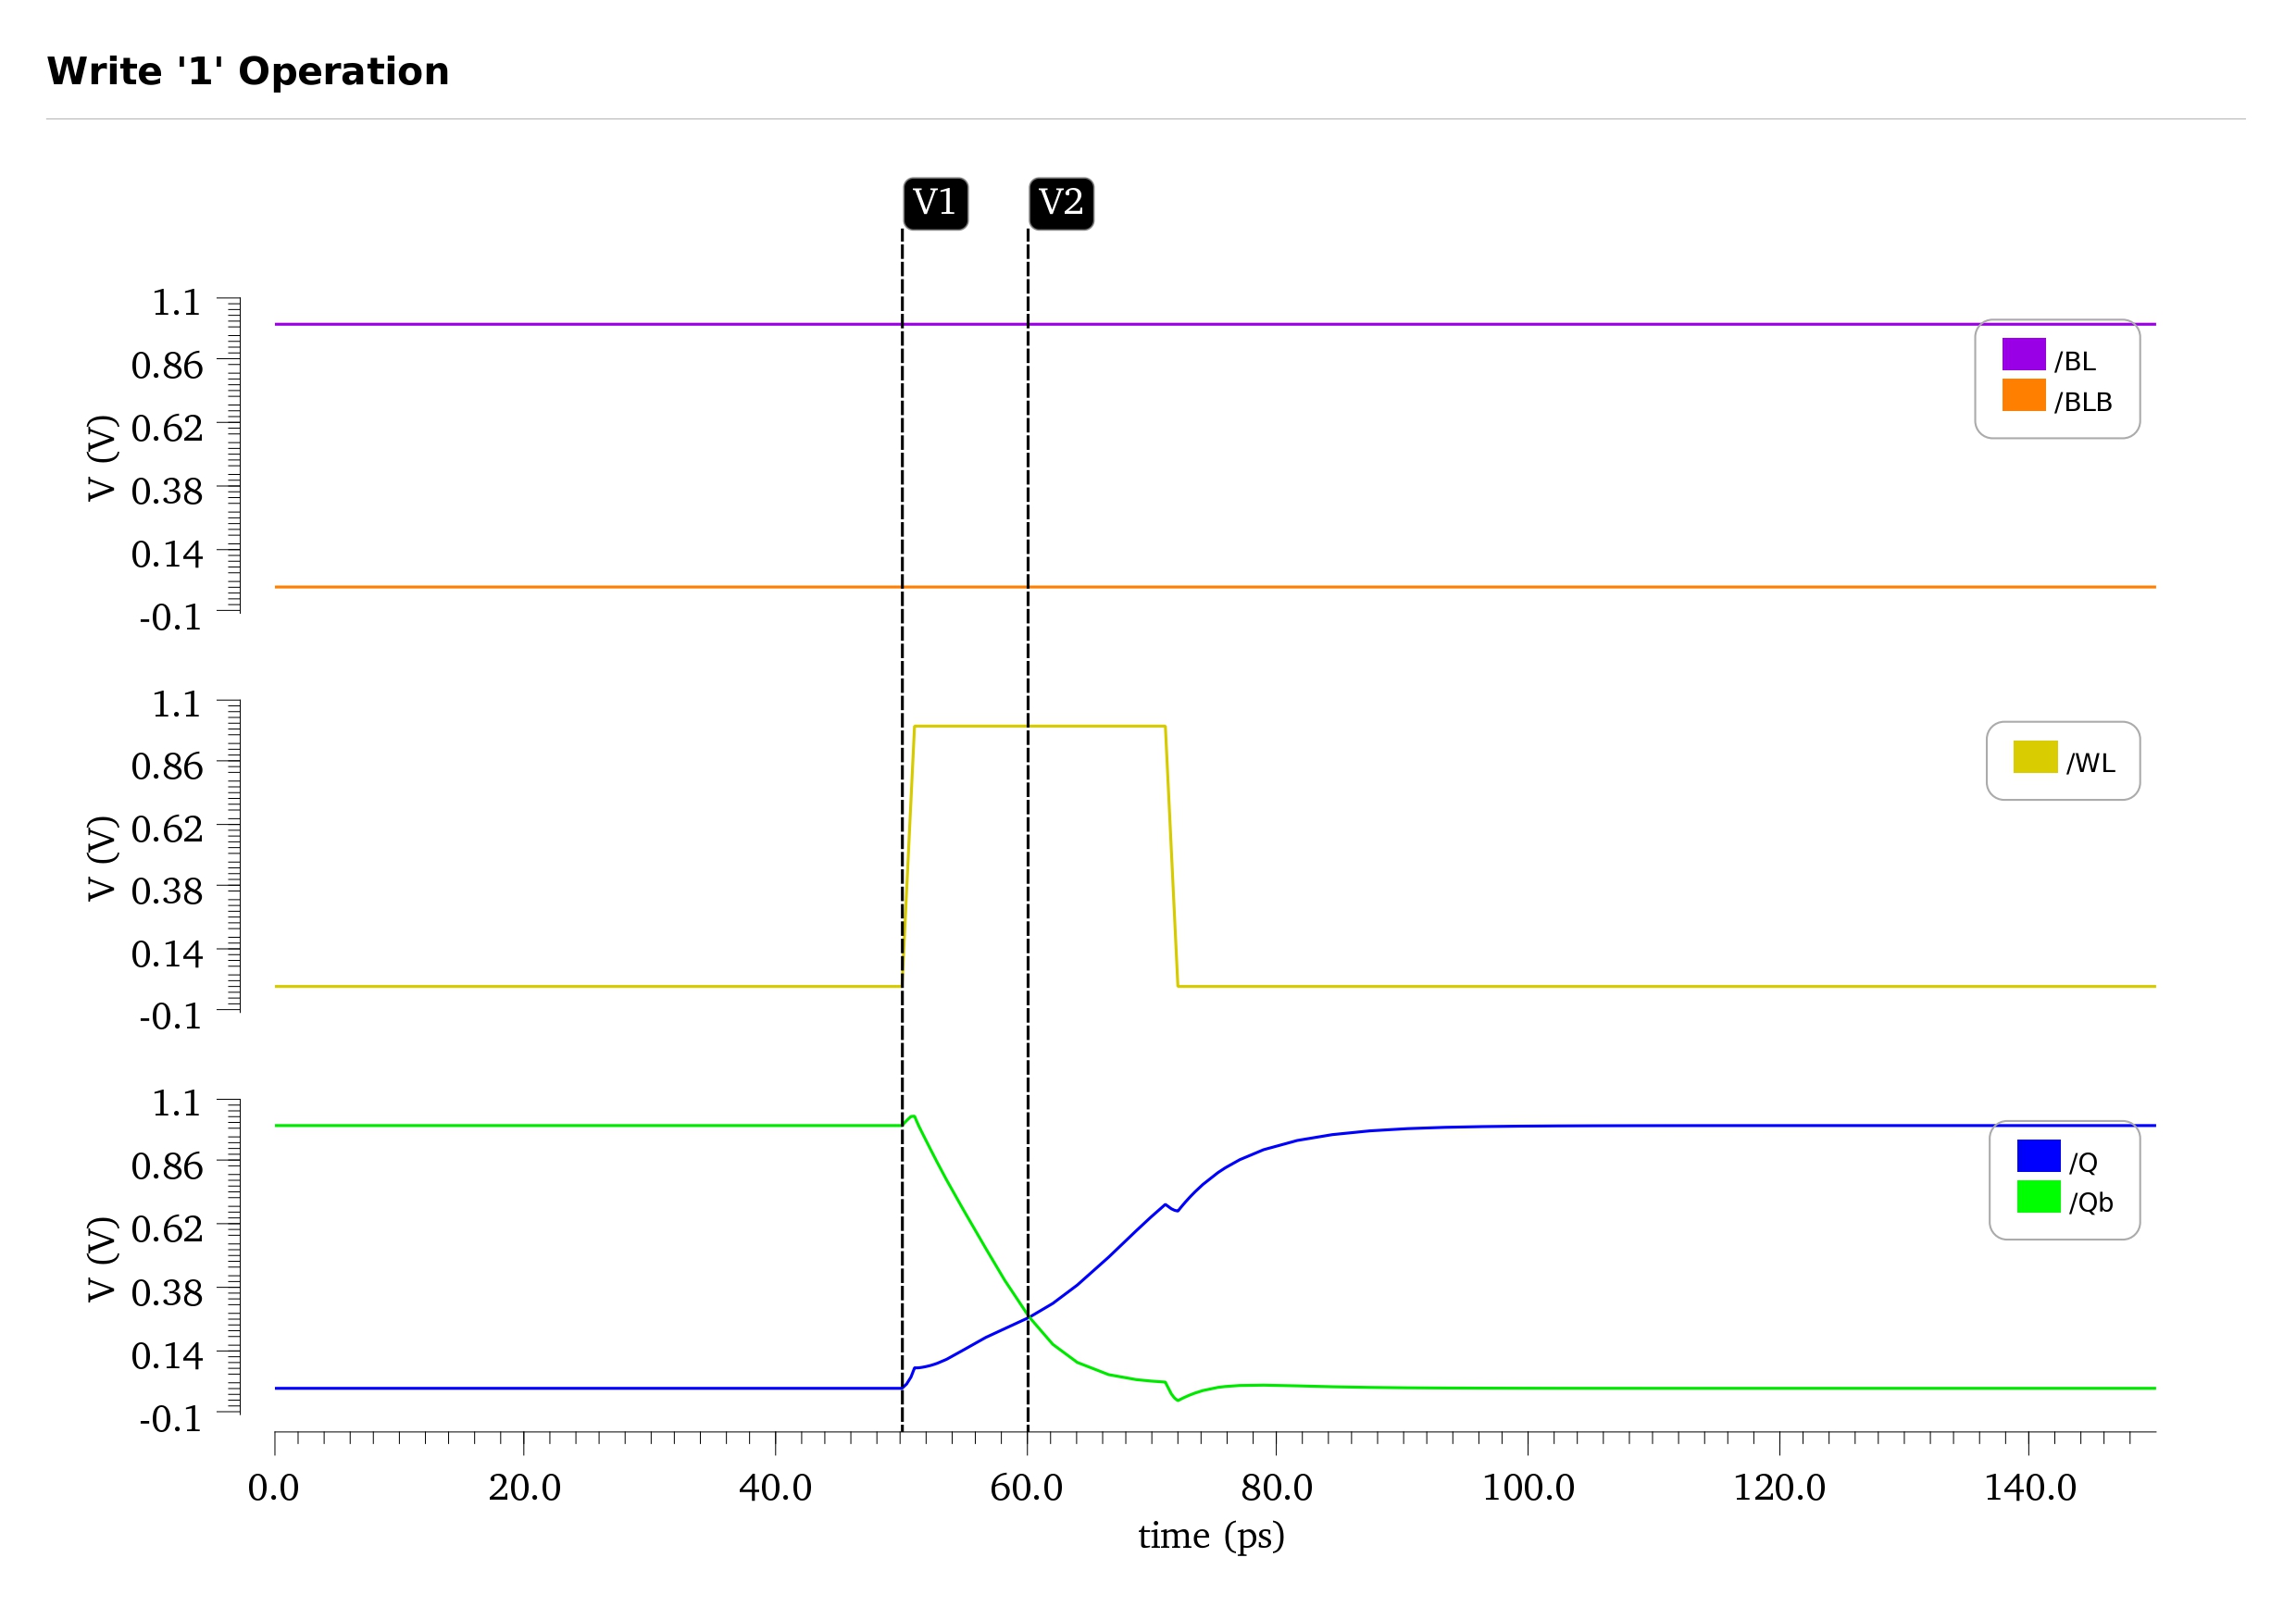 Write '1' Operation
V1 V2
1.1
0.86
0.62
0.38
0.14
-0.1
V (V)
/BL
/BLB
1.1
0.86
0.62
0.38
0.14
-0.1
V (V)
/WL
1.1
0.86
0.62
0.38
0.14
-0.1
V (V)
/Q
/Qb
0.0 20.0 40.0 60.0 80.0 100.0 120.0 140.0
time (ps)